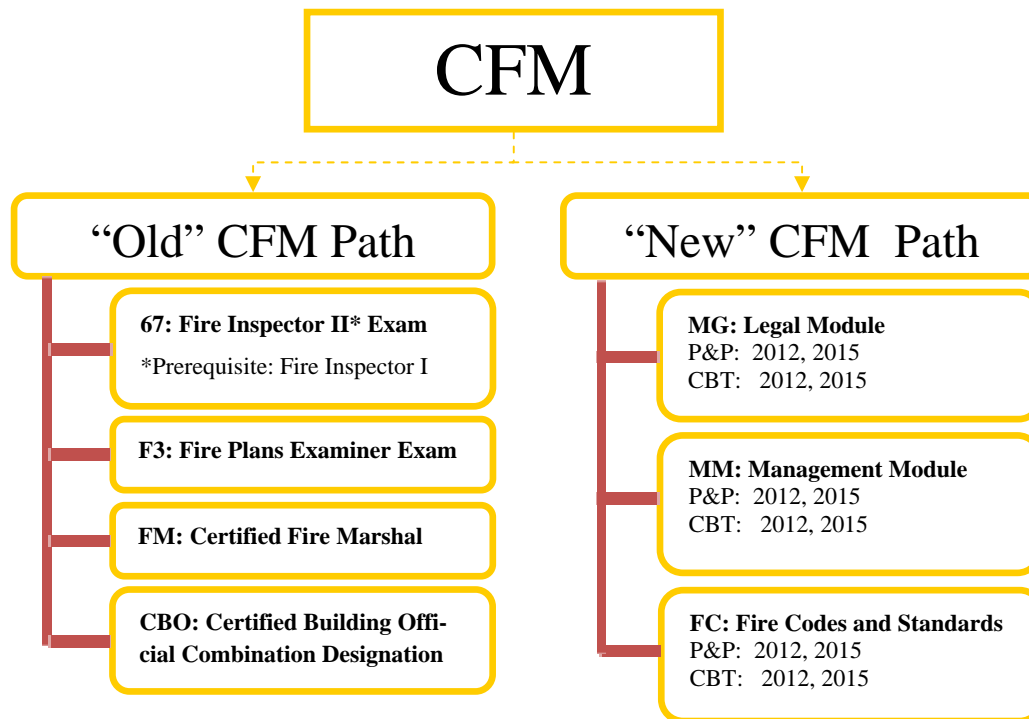 CFM
“Old” CFM Path
67: Fire Inspector II* Exam
*Prerequisite: Fire Inspector I
F3: Fire Plans Examiner Exam
FM: Certified Fire Marshal
CBO: Certified Building Offi-
cial Combination Designation
“New” CFM Path
MG: Legal Module
P&P: 2012, 2015
CBT: 2012, 2015
MM: Management Module
P&P: 2012, 2015
CBT: 2012, 2015
FC: Fire Codes and Standards
P&P: 2012, 2015
CBT: 2012, 2015